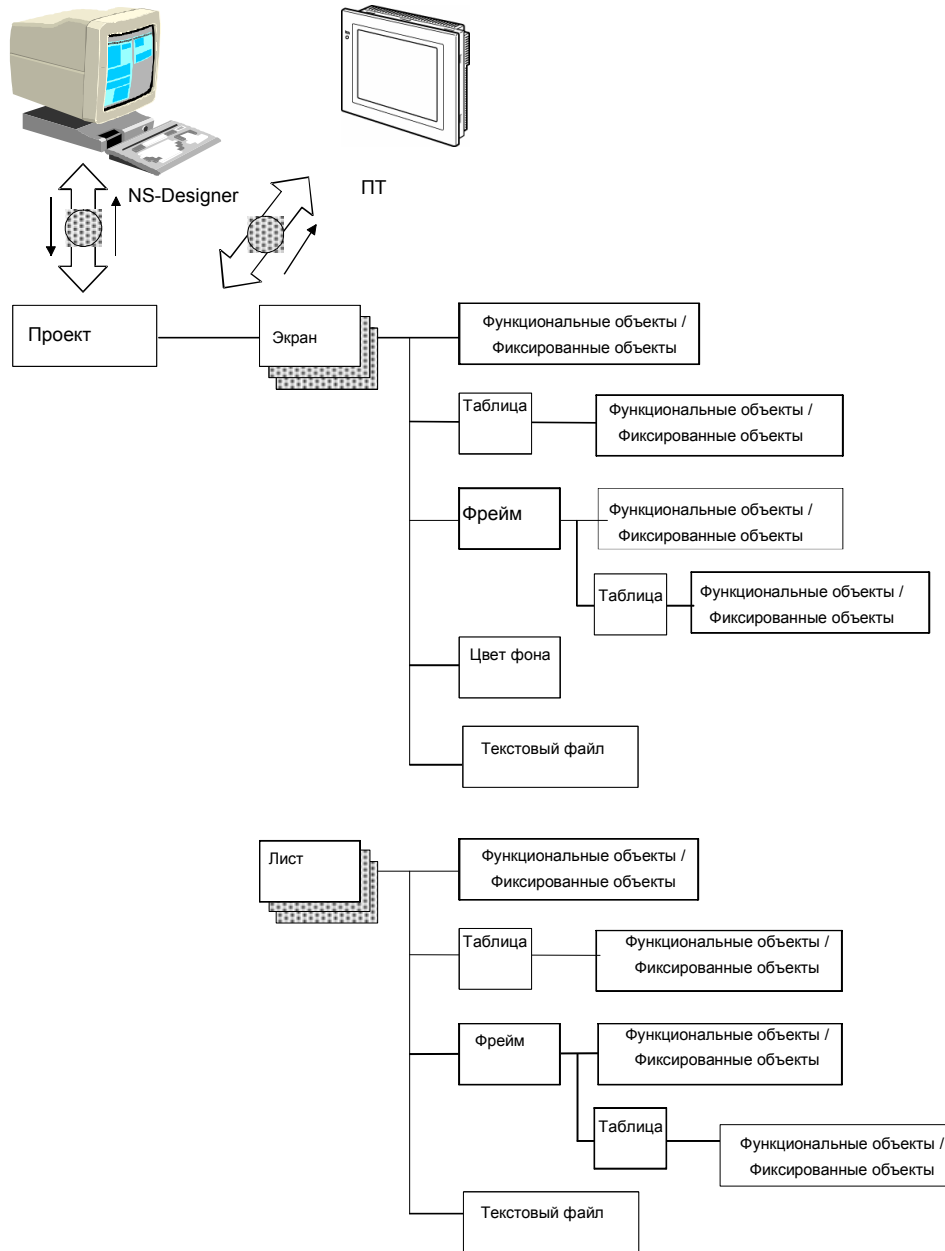 NS-Designer
ПТ
Проект
Экран
Функциональные объекты /
Фиксированные объекты
Таблица
Функциональные объекты /
Фиксированные объекты
Фрейм
Функциональные объекты /
Фиксированные объекты
Таблица
Функциональные объекты /
Фиксированные объекты
Цвет фона
Текстовый файл
Лист
Функциональные объекты /
Фиксированные объекты
Таблица
Функциональные объекты /
Фиксированные объекты
Фрейм
Функциональные объекты /
Фиксированные объекты
Таблица
Функциональные объекты /
Фиксированные объекты
Текстовый файл